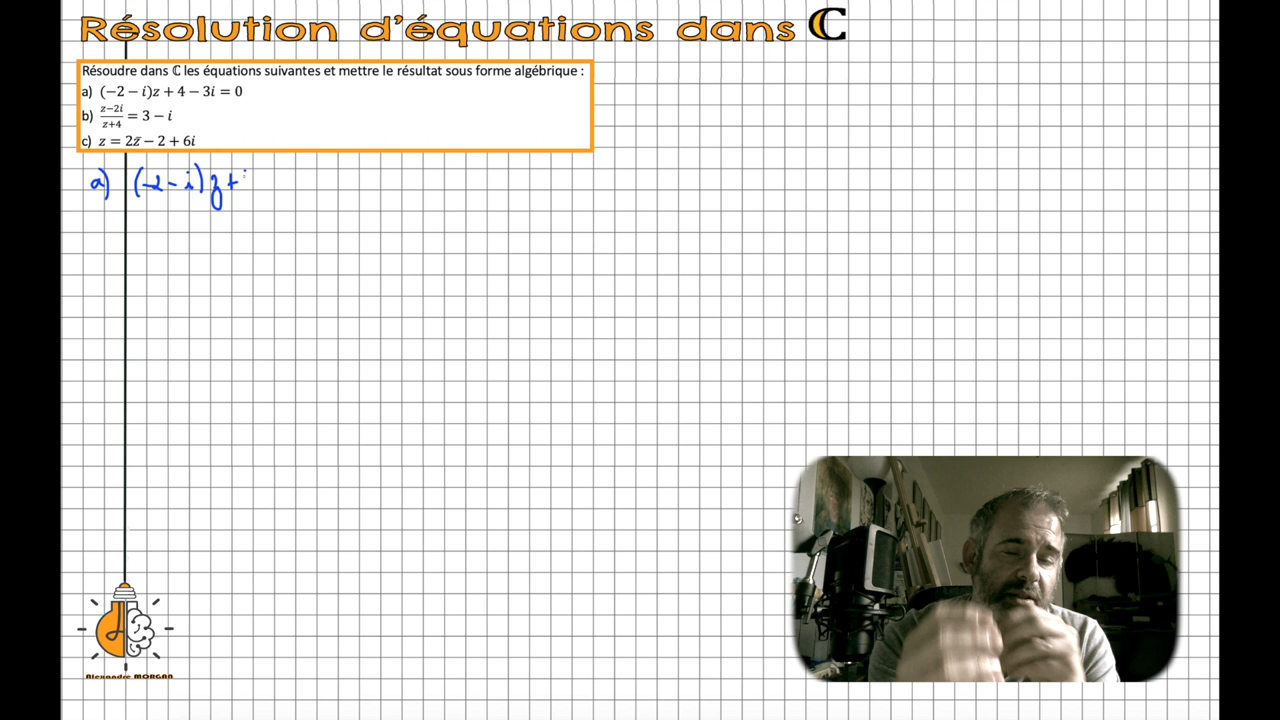 Résolution d'équations dans ℂ
Résoudre dans ℂ les équations suivantes et mettre le résultat sous forme algébrique :
a) (−2 − i)z + 4 − 3i = 0
b) \frac{z−2i}{z+4} = 3 − i
c) z = 2z̄ − 2 + 6i
a) (-2 - i) z +
Alexandre MORGAN